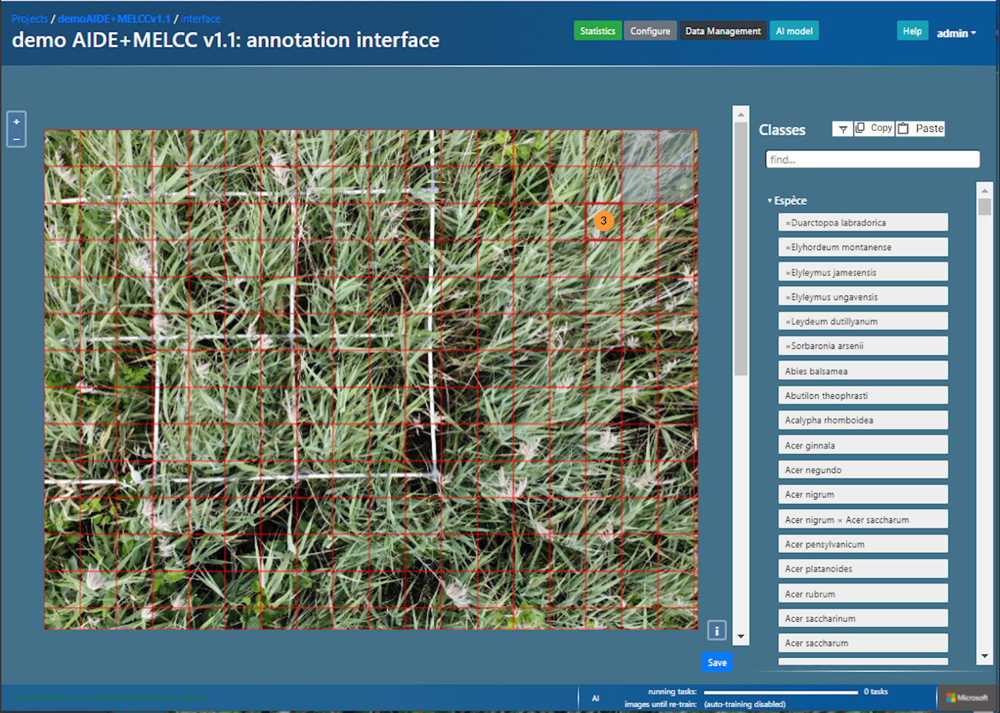 Projects / demoAIDE+MELCCv1.1 / interface
demo AIDE+MELCC v1.1: annotation interface
Statistics
Configure
Data Management
AI model
Help
admin
+
−
3
Classes
Copy
Paste
find...
Espèce
×Duarctopoa labradorica
×Elyhordeum montanense
×Elyleymus jamesensis
×Elyleymus ungavensis
×Leydeum dutillyanum
×Sorbaronia arsenii
Abies balsamea
Abutilon theophrasti
Acalypha rhomboidea
Acer ginnala
Acer negundo
Acer nigrum
Acer nigrum × Acer saccharum
Acer pensylvanicum
Acer platanoides
Acer rubrum
Acer saccharinum
Acer saccharum
i
Save
AI
running tasks:
0 tasks
images until re-train:
(auto-training disabled)
Microsoft